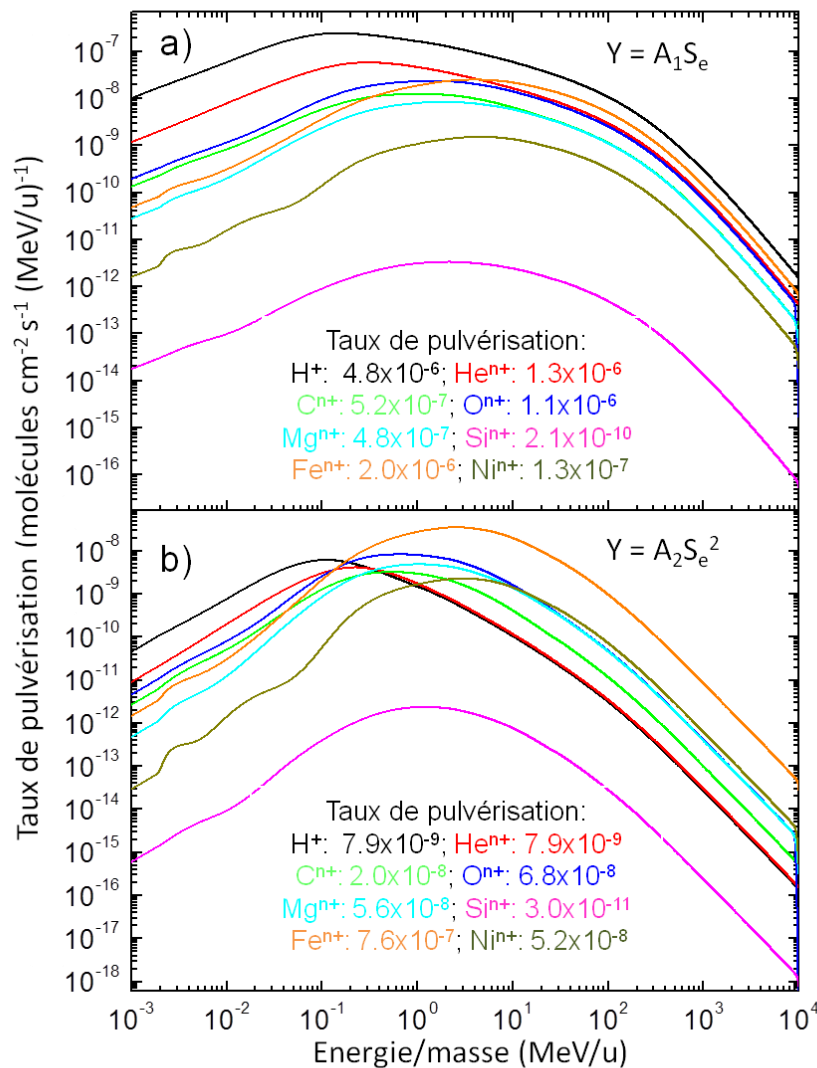 a)
Y = A₁Sₑ
10⁻⁷
10⁻⁸
10⁻⁹
10⁻¹⁰
10⁻¹¹
10⁻¹²
10⁻¹³
10⁻¹⁴
10⁻¹⁵
10⁻¹⁶
Taux de pulvérisation:
H⁺: 4.8x10⁻⁶; Heⁿ⁺: 1.3x10⁻⁶
Cⁿ⁺: 5.2x10⁻⁷; Oⁿ⁺: 1.1x10⁻⁶
Mgⁿ⁺: 4.8x10⁻⁷; Siⁿ⁺: 2.1x10⁻¹⁰
Feⁿ⁺: 2.0x10⁻⁶; Niⁿ⁺: 1.3x10⁻⁷
Taux de pulvérisation (molécules cm⁻² s⁻¹ (MeV/u)⁻¹)
b)
Y = A₂Sₑ²
10⁻⁸
10⁻⁹
10⁻¹⁰
10⁻¹¹
10⁻¹²
10⁻¹³
10⁻¹⁴
10⁻¹⁵
10⁻¹⁶
10⁻¹⁷
10⁻¹⁸
Taux de pulvérisation:
H⁺: 7.9x10⁻⁹; Heⁿ⁺: 7.9x10⁻⁹
Cⁿ⁺: 2.0x10⁻⁸; Oⁿ⁺: 6.8x10⁻⁸
Mgⁿ⁺: 5.6x10⁻⁸; Siⁿ⁺: 3.0x10⁻¹¹
Feⁿ⁺: 7.6x10⁻⁷; Niⁿ⁺: 5.2x10⁻⁸
10⁻³ 10⁻² 10⁻¹ 10⁰ 10¹ 10² 10³ 10⁴
Energie/masse (MeV/u)